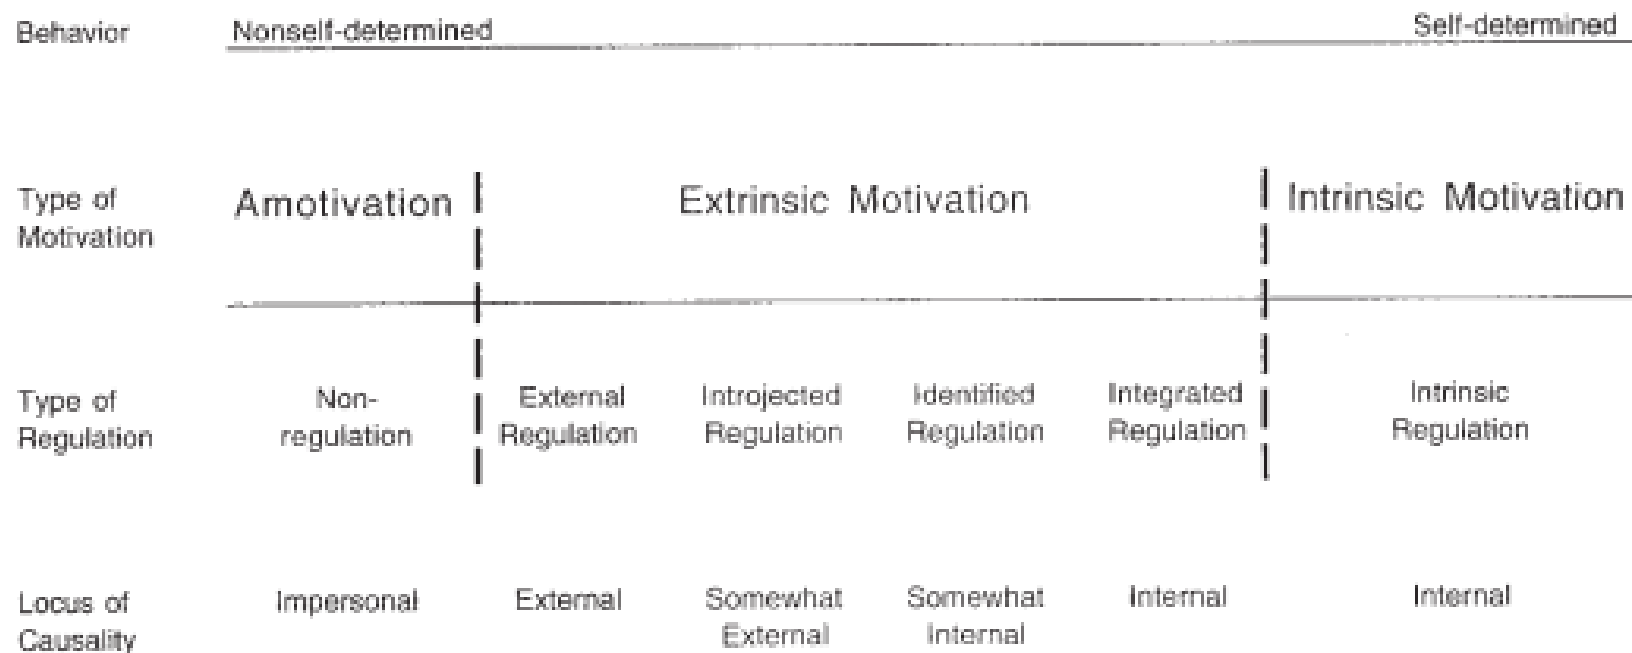 Behavior Nonself-determined Self-determined
Type of Motivation Amotivation Extrinsic Motivation Intrinsic Motivation
Type of Regulation Non-regulation External Regulation Introjected Regulation Identified Regulation Integrated Regulation Intrinsic Regulation
Locus of Causality Impersonal External Somewhat External Somewhat Internal Internal Internal